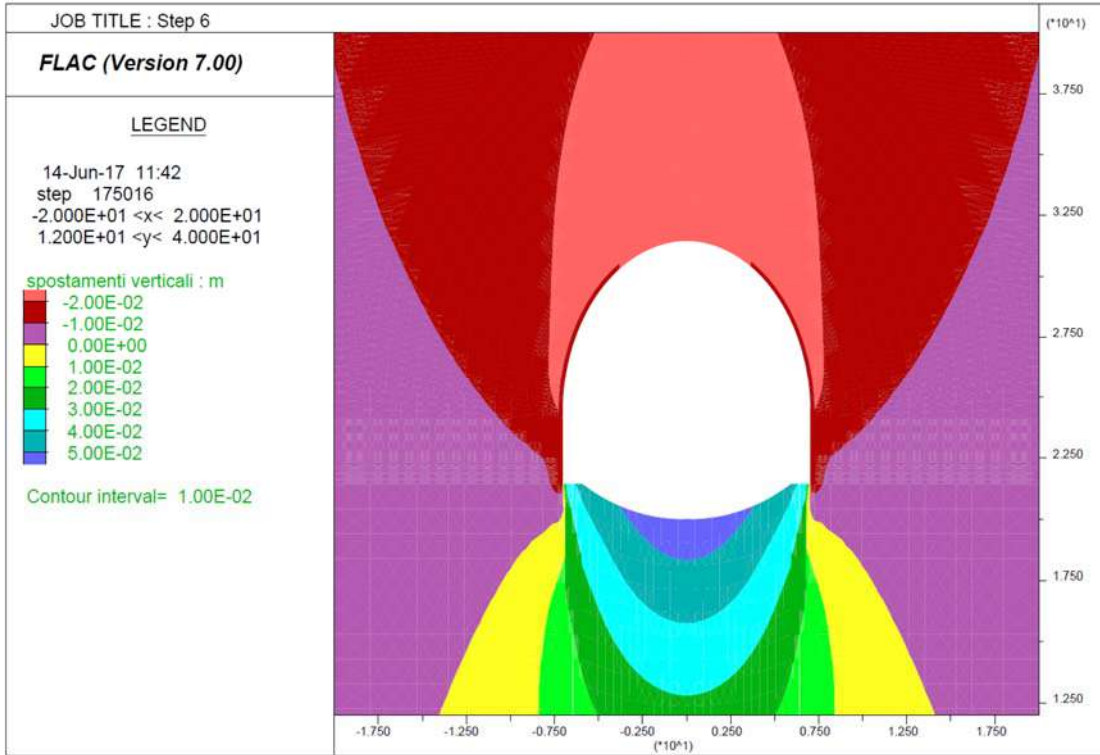 JOB TITLE : Step 6
FLAC (Version 7.00)
LEGEND
14-Jun-17 11:42
step 175016
-2.000E+01 <x< 2.000E+01
1.200E+01 <y< 4.000E+01
spostamenti verticali : m
-2.00E-02
-1.00E-02
0.00E+00
1.00E-02
2.00E-02
3.00E-02
4.00E-02
5.00E-02
Contour interval= 1.00E-02
(*10^1)
3.750
3.250
2.750
2.250
1.750
1.250
-1.750 -1.250 -0.750 -0.250 0.250 0.750 1.250 1.750
(*10^1)